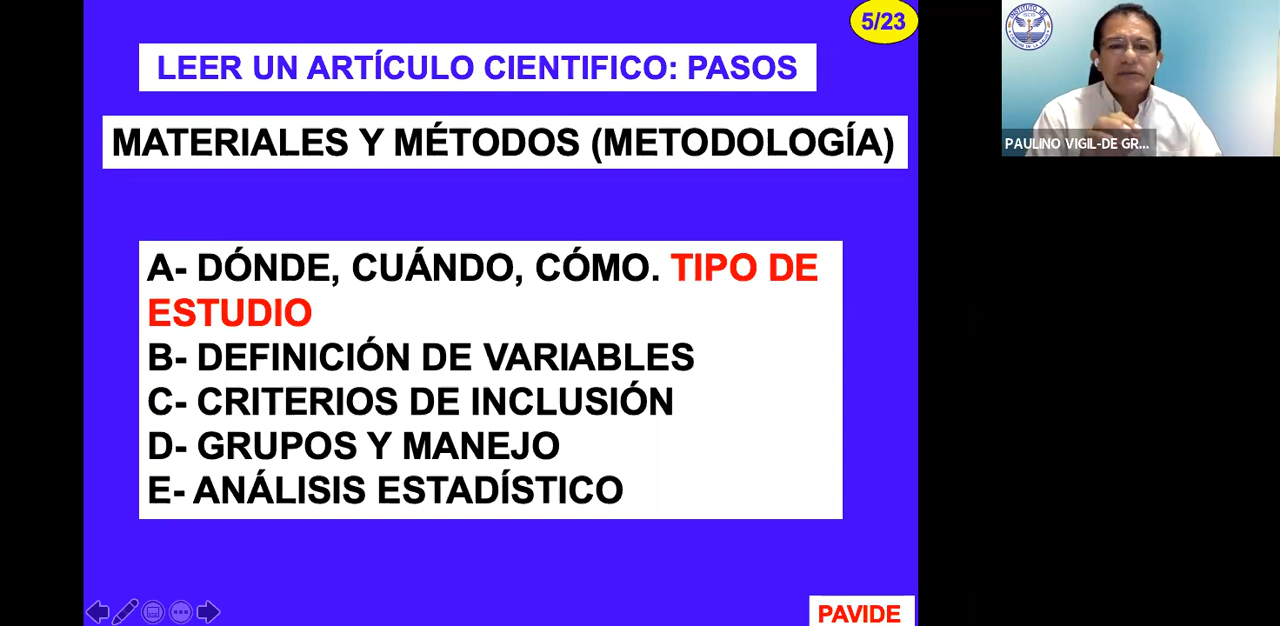 5/23
LEER UN ARTÍCULO CIENTIFICO: PASOS
MATERIALES Y MÉTODOS (METODOLOGÍA)
A- DÓNDE, CUÁNDO, CÓMO. TIPO DE
ESTUDIO
B- DEFINICIÓN DE VARIABLES
C- CRITERIOS DE INCLUSIÓN
D- GRUPOS Y MANEJO
E- ANÁLISIS ESTADÍSTICO
PAVIDE
PAULINO VIGIL-DE GR...